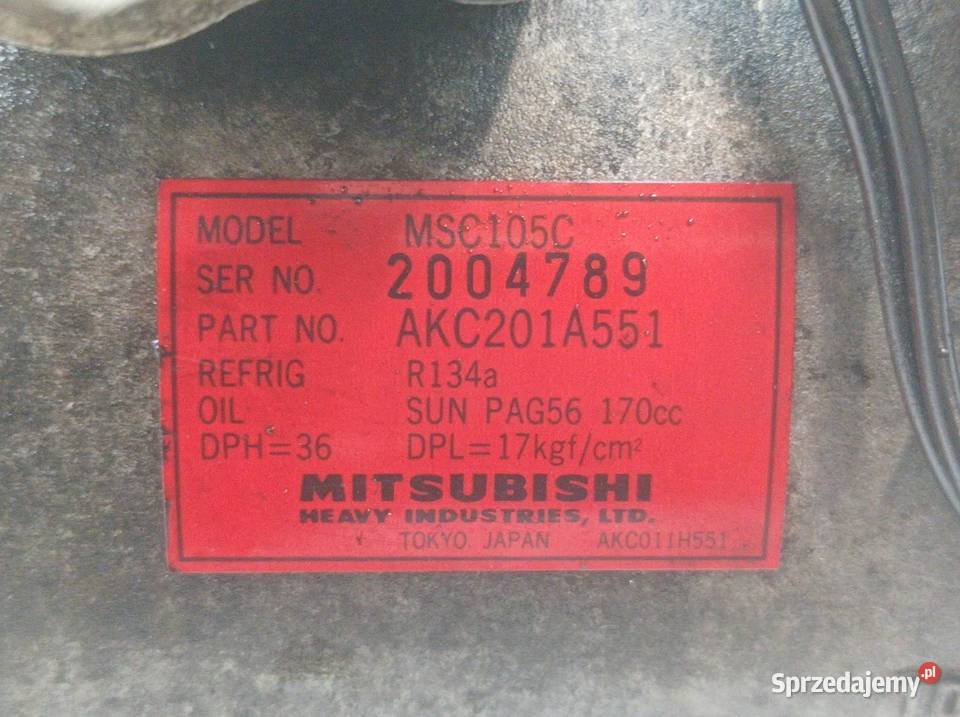 MODEL MSC105C
SER NO. 2004789
PART NO. AKC201A551
REFRIG R134a
OIL SUN PAG56 170cc
DPH=36 DPL=17kgf/cm²
MITSUBISHI
HEAVY INDUSTRIES, LTD.
TOKYO JAPAN AKC011H551
Sprzedajemy.pl